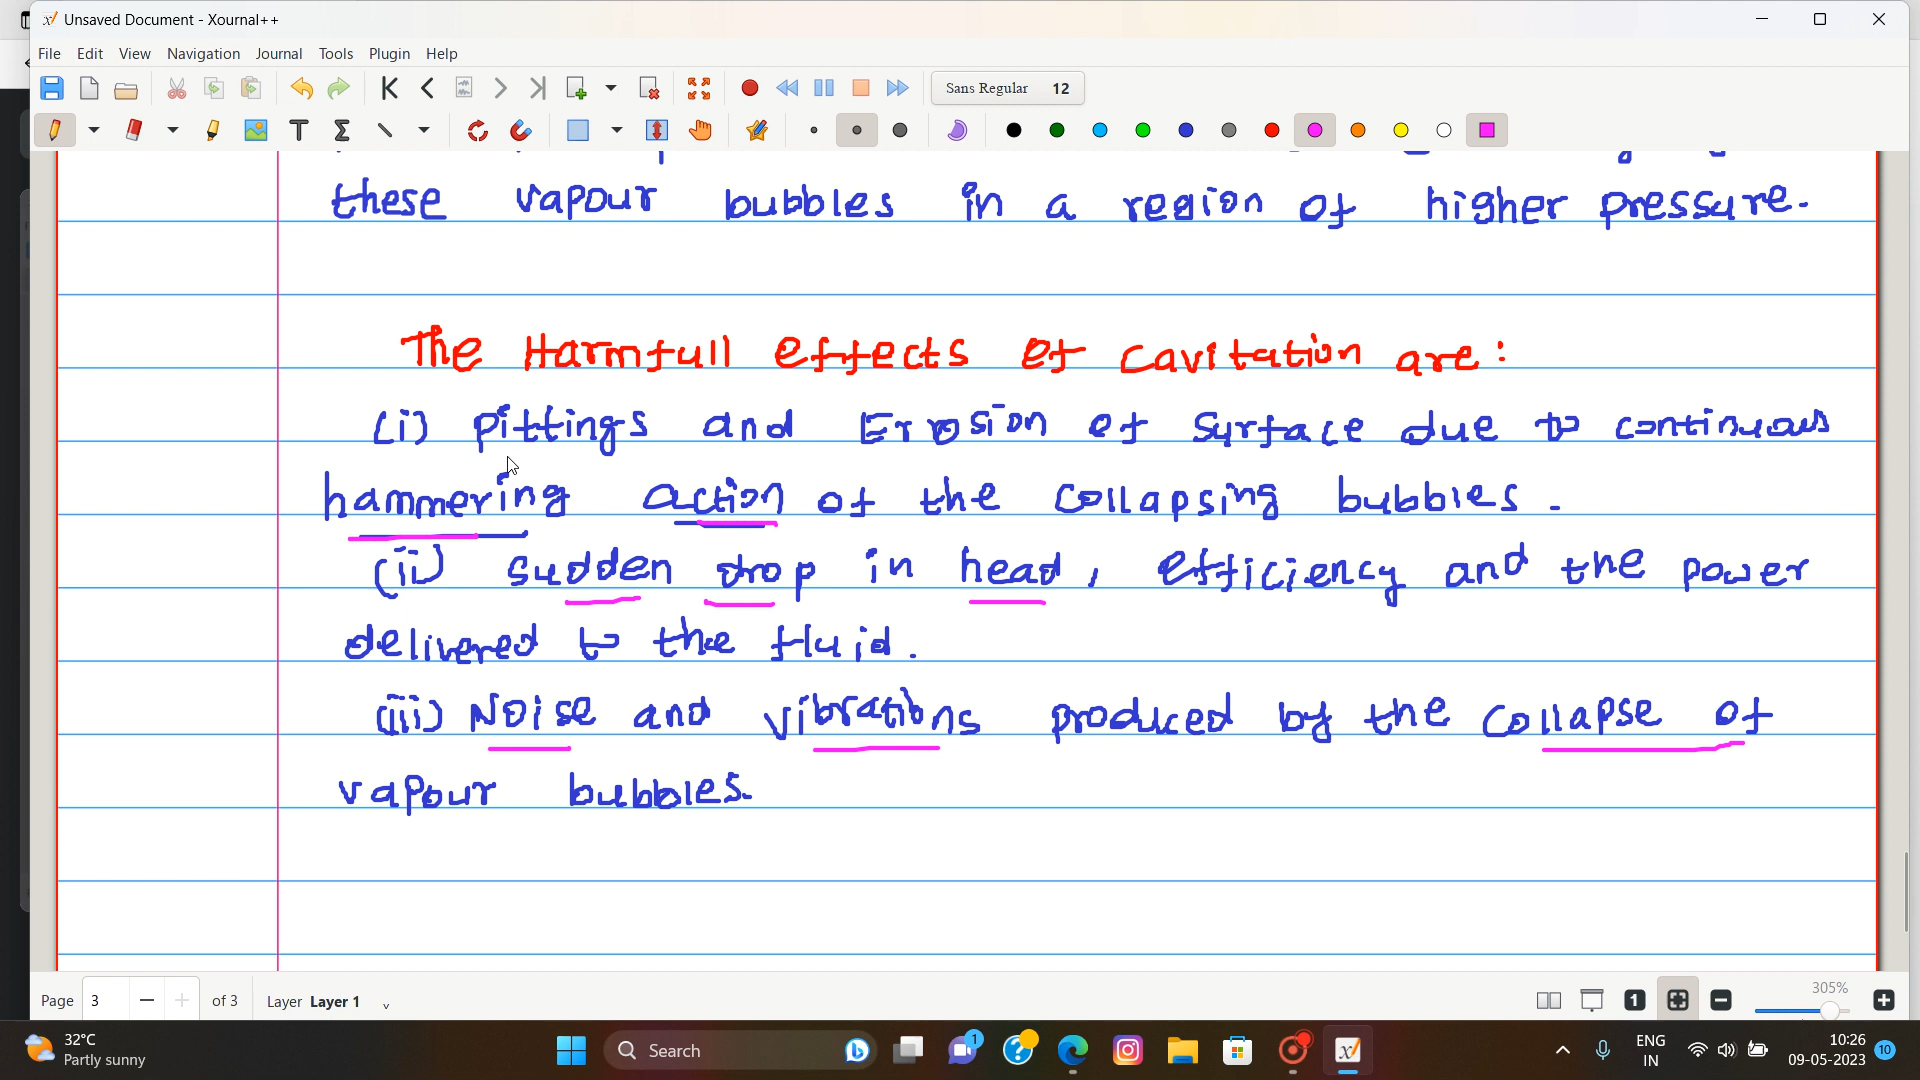 Unsaved Document - Xournal++
File Edit View Navigation Journal Tools Plugin Help
Sans Regular 12
these vapour bubbles in a region of higher pressure.
The Harmfull effects of cavitation are:
(i) pittings and Erosion of surface due to continuous
hammering action of the collapsing bubbles.
(ii) sudden drop in head, efficiency and the power
delivered to the fluid.
(iii) Noise and vibrations produced by the collapse of
vapour bubbles.
Page 3 of 3 Layer Layer 1
305%
1
32°C
Partly sunny
Search
1
ENG
IN
10:26
09-05-2023
10